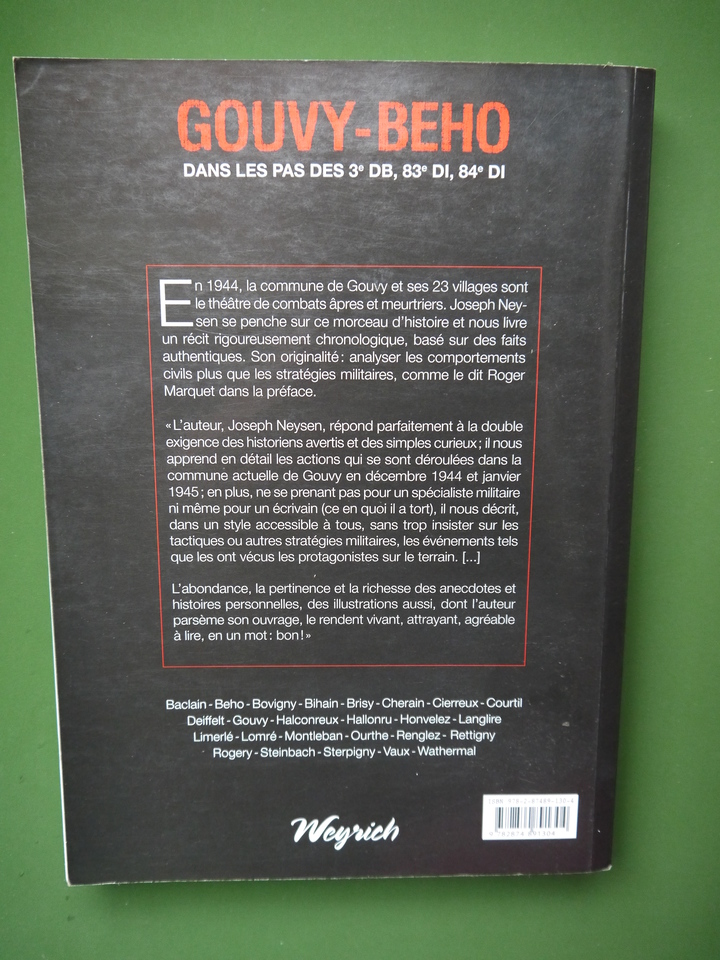 GOUVY-BEHO
DANS LES PAS DES 3e DB, 83e DI, 84e DI
En 1944, la commune de Gouvy et ses 23 villages sont
le théâtre de combats âpres et meurtriers. Joseph Ney-
sen se penche sur ce morceau d'histoire et nous livre
un récit rigoureusement chronologique, basé sur des faits
authentiques. Son originalité : analyser les comportements
civils plus que les stratégies militaires, comme le dit Roger
Marquet dans la préface.
« L'auteur, Joseph Neysen, répond parfaitement à la double
exigence des historiens avertis et des simples curieux ; il nous
apprend en détail les actions qui se sont déroulées dans la
commune actuelle de Gouvy en décembre 1944 et janvier
1945 ; en plus, ne se prenant pas pour un spécialiste militaire
ni même pour un écrivain (ce en quoi il a tort), il nous décrit,
dans un style accessible à tous, sans trop insister sur les
tactiques ou autres stratégies militaires, les événements tels
que les ont vécus les protagonistes sur le terrain. [...]
L'abondance, la pertinence et la richesse des anecdotes et
histoires personnelles, des illustrations aussi, dont l'auteur
parsème son ouvrage, le rendent vivant, attrayant, agréable
à lire, en un mot : bon ! »
Baclain - Beho - Bovigny - Bihain - Brisy - Cherain - Cierreux - Courtil
Deiffelt - Gouvy - Halconreux - Hallonru - Honvelez - Langlire
Limerlé - Lomré - Montleban - Ourthe - Renglez - Rettigny
Rogery - Steinbach - Sterpigny - Vaux - Wathermal
Weyrich
ISBN 978-2-87489-130-4